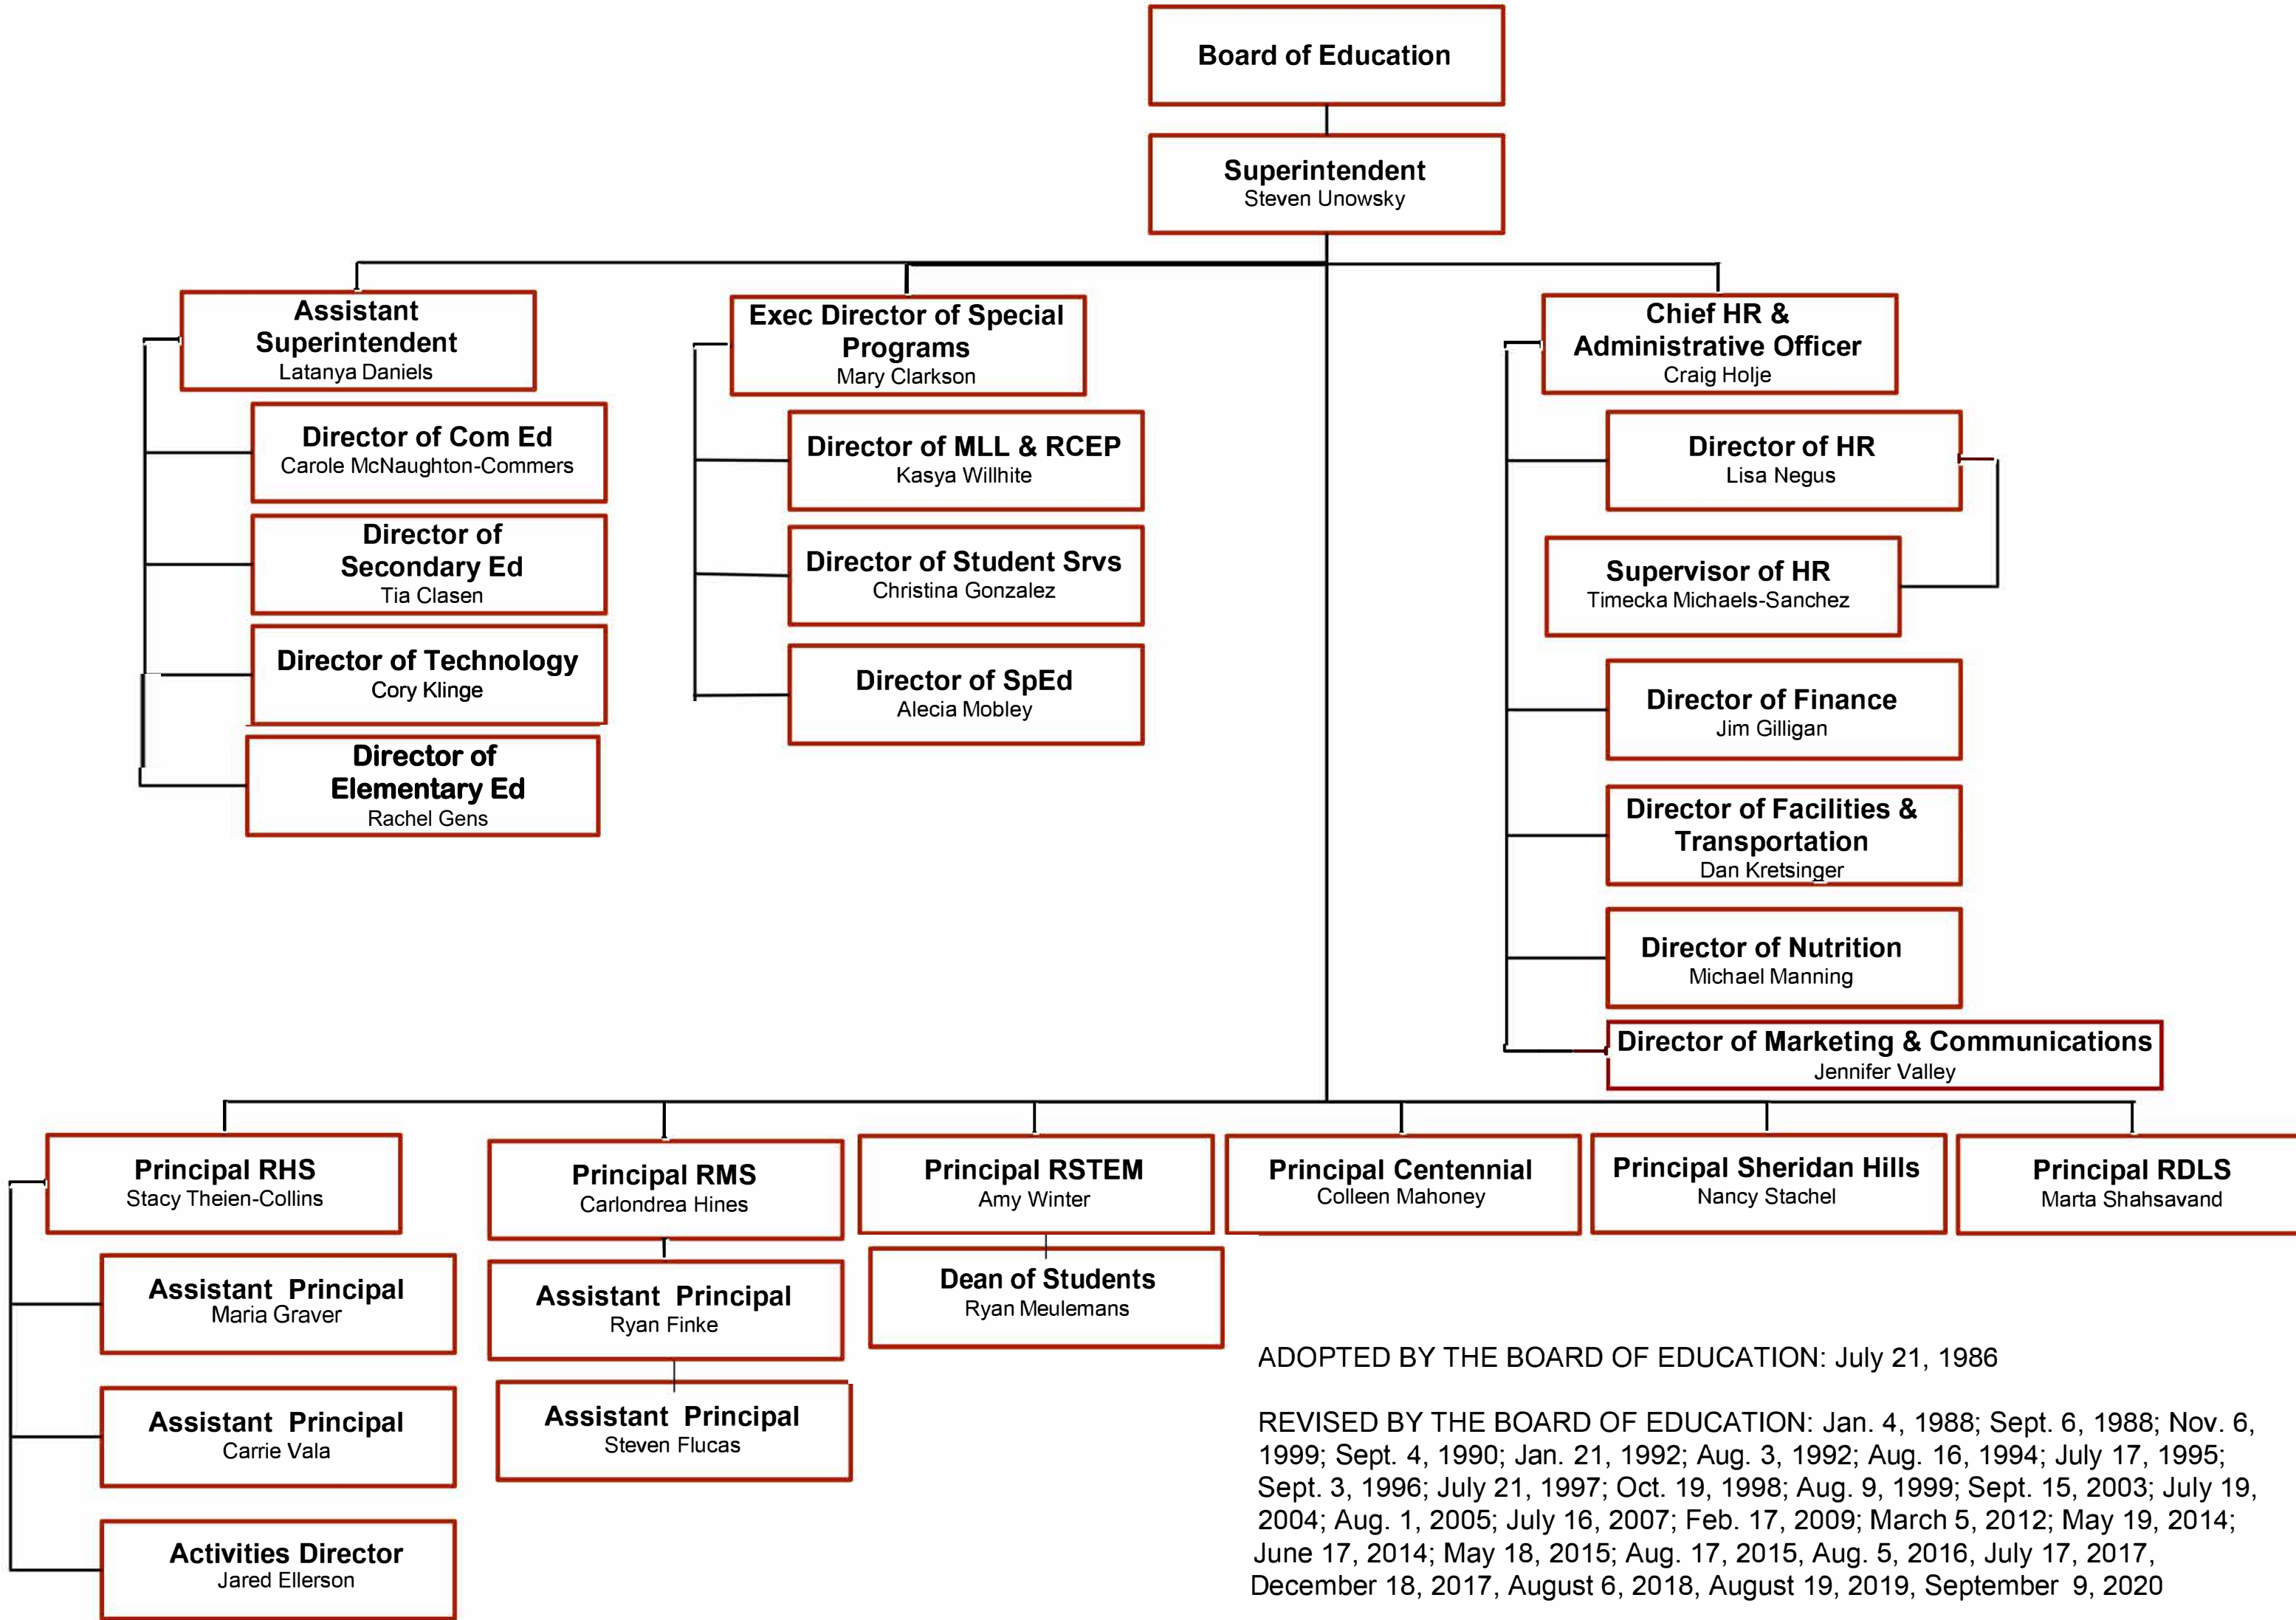 Board of Education
Superintendent
Steven Unowsky
Assistant
Superintendent
Latanya Daniels
Director of Com Ed
Carole McNaughton-Commers
Director of
Secondary Ed
Tia Clasen
Director of Technology
Cory Klinge
Director of
Elementary Ed
Rachel Gens
Exec Director of Special
Programs
Mary Clarkson
Director of MLL & RCEP
Kasya Willhite
Director of Student Srvs
Christina Gonzalez
Director of SpEd
Alecia Mobley
Chief HR &
Administrative Officer
Craig Holje
Director of HR
Lisa Negus
Supervisor of HR
Timecka Michaels-Sanchez
Director of Finance
Jim Gilligan
Director of Facilities &
Transportation
Dan Kretsinger
Director of Nutrition
Michael Manning
Director of Marketing & Communications
Jennifer Valley
Principal RHS
Stacy Theien-Collins
Assistant Principal
Maria Graver
Assistant Principal
Carrie Vala
Activities Director
Jared Ellerson
Principal RMS
Carlondrea Hines
Assistant Principal
Ryan Finke
Assistant Principal
Steven Flucas
Principal RSTEM
Amy Winter
Dean of Students
Ryan Meulemans
Principal Centennial
Colleen Mahoney
Principal Sheridan Hills
Nancy Stachel
Principal RDLS
Marta Shahsavand
ADOPTED BY THE BOARD OF EDUCATION: July 21, 1986
REVISED BY THE BOARD OF EDUCATION: Jan. 4, 1988; Sept. 6, 1988; Nov. 6,
1999; Sept. 4, 1990; Jan. 21, 1992; Aug. 3, 1992; Aug. 16, 1994; July 17, 1995;
Sept. 3, 1996; July 21, 1997; Oct. 19, 1998; Aug. 9, 1999; Sept. 15, 2003; July 19,
2004; Aug. 1, 2005; July 16, 2007; Feb. 17, 2009; March 5, 2012; May 19, 2014;
June 17, 2014; May 18, 2015; Aug. 17, 2015, Aug. 5, 2016, July 17, 2017,
December 18, 2017, August 6, 2018, August 19, 2019, September 9, 2020